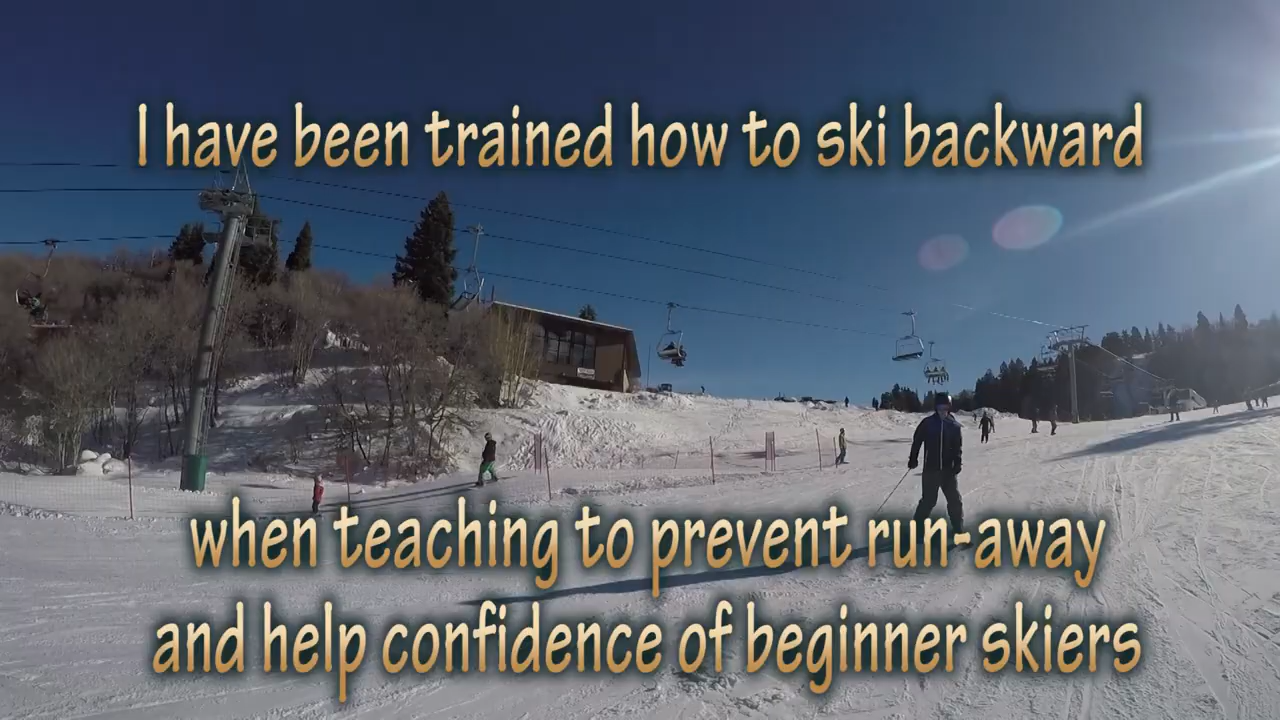 I have been trained how to ski backward
when teaching to prevent run-away
and help confidence of beginner skiers